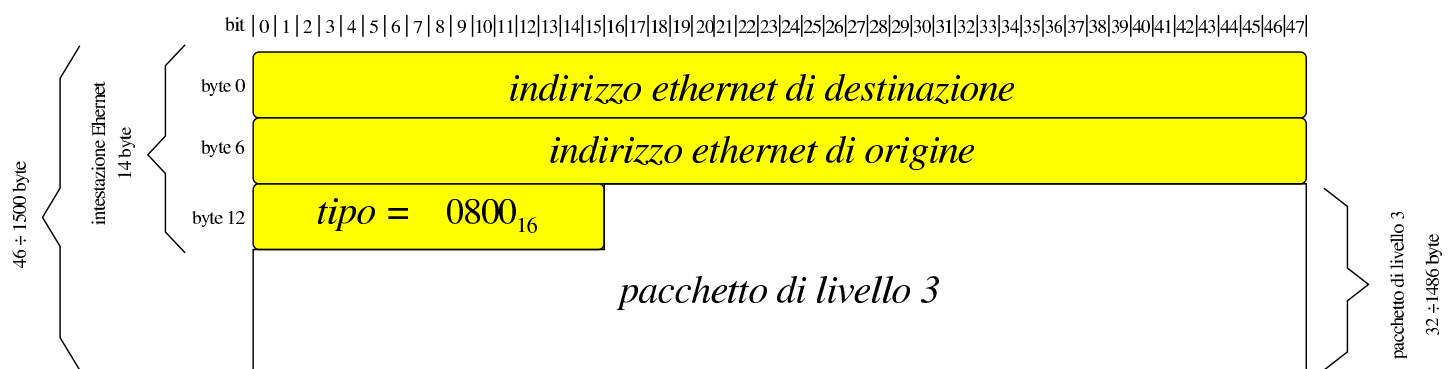 bit 0 1 2 3 4 5 6 7 8 9 10 11 12 13 14 15 16 17 18 19 20 21 22 23 24 25 26 27 28 29 30 31 32 33 34 35 36 37 38 39 40 41 42 43 44 45 46 47
46 ÷ 1500 byte
intestazione Ehernet
14 byte
byte 0 indirizzo ethernet di destinazione
byte 6 indirizzo ethernet di origine
byte 12 tipo = 0800₁₆
pacchetto di livello 3
pacchetto di livello 3
32 ÷1486 byte